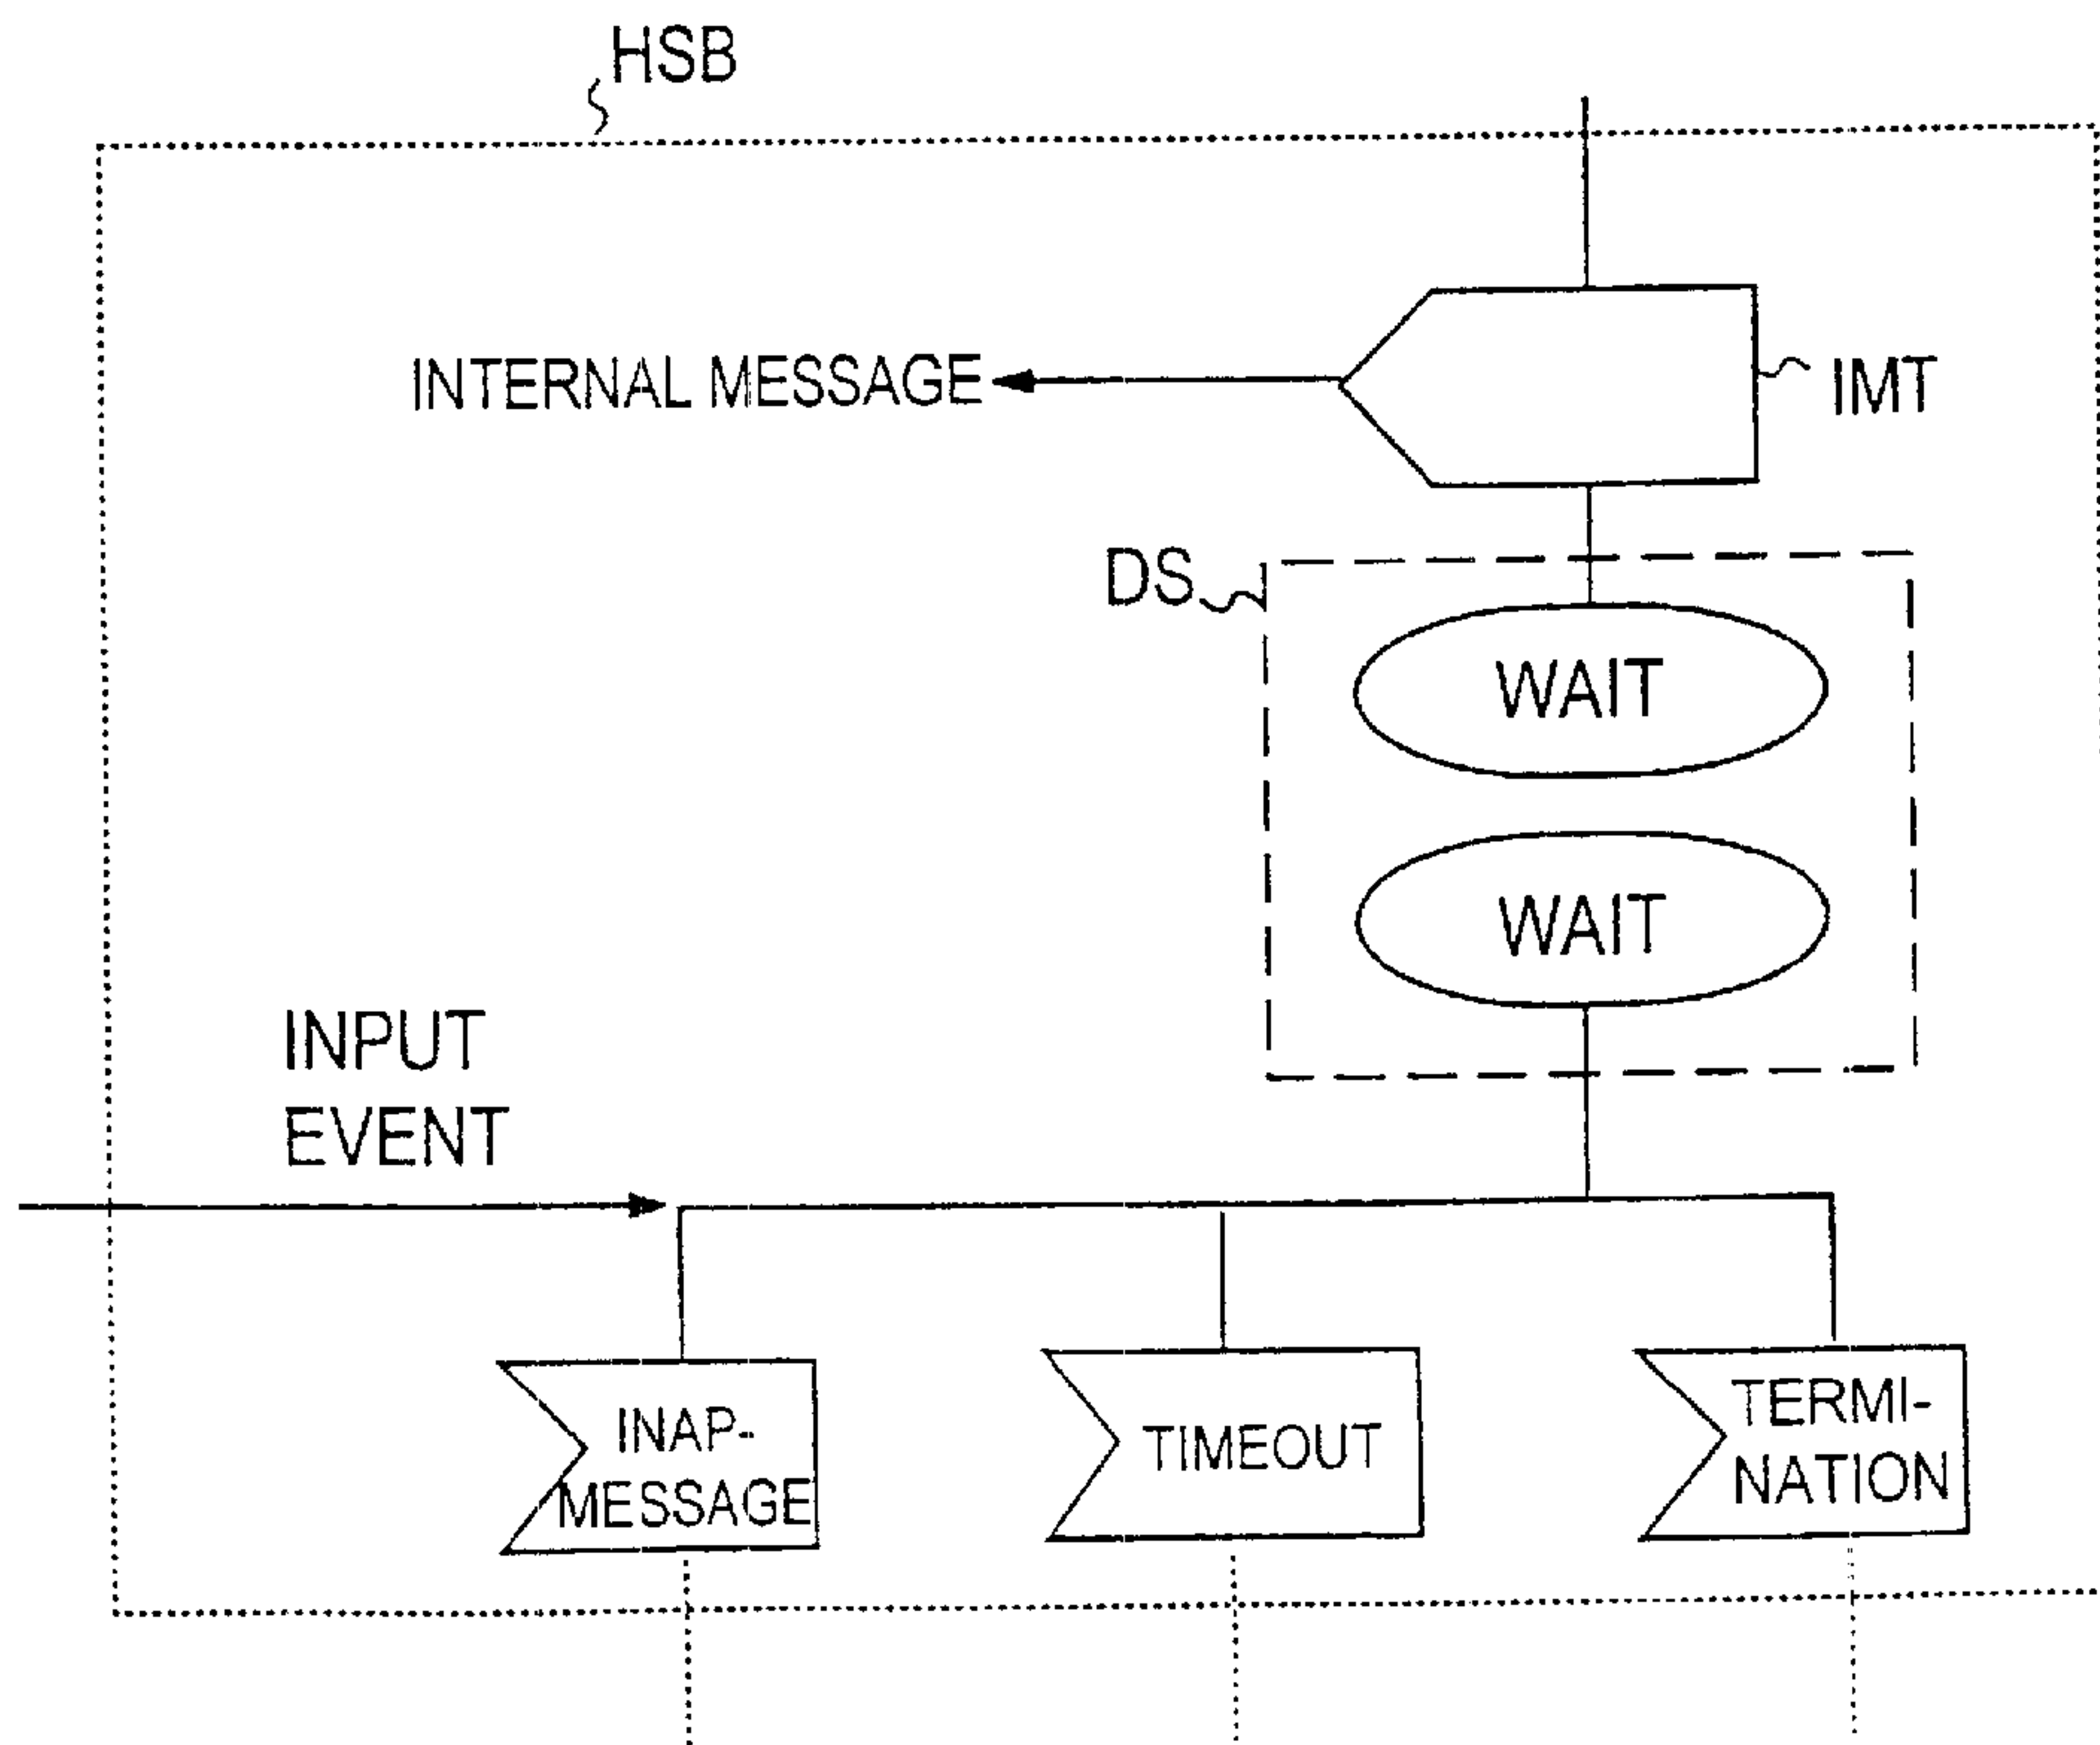 HSB
INTERNAL MESSAGE
IMT
DS
WAIT
WAIT
INPUT
EVENT
INAP-
MESSAGE
TIMEOUT
TERMI-
NATION